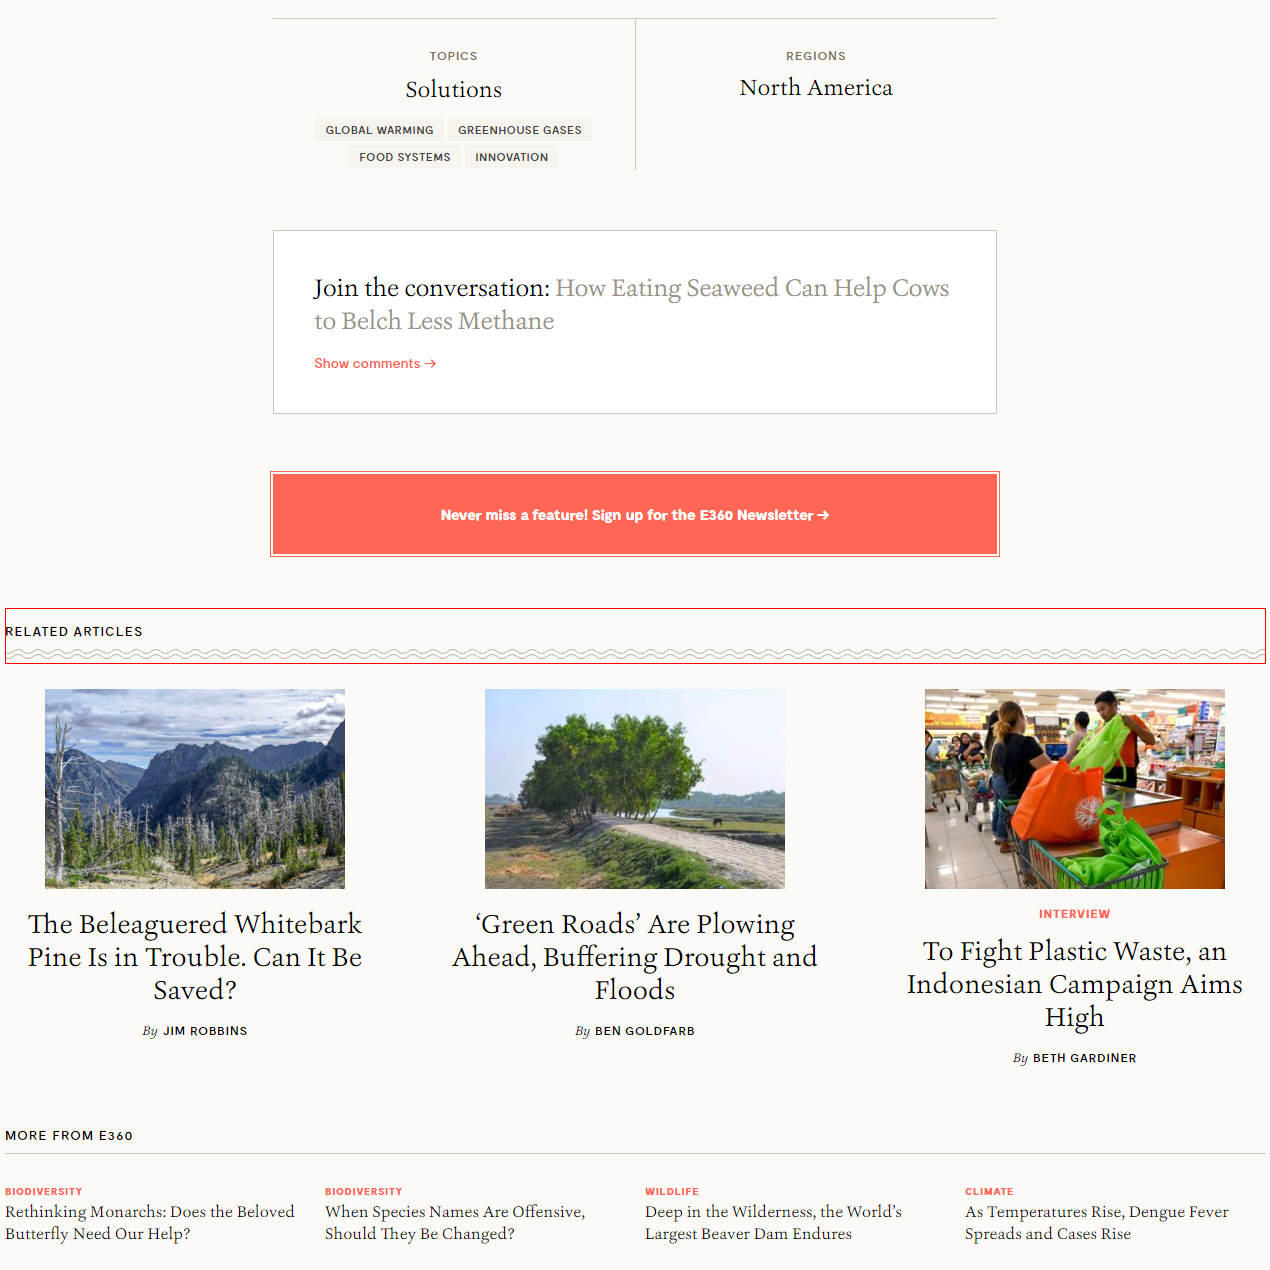 TOPICS
Solutions
GLOBAL WARMING GREENHOUSE GASES
FOOD SYSTEMS INNOVATION
REGIONS
North America
Join the conversation: How Eating Seaweed Can Help Cows
to Belch Less Methane
Show comments →
Never miss a feature! Sign up for the E360 Newsletter →
RELATED ARTICLES
The Beleaguered Whitebark
Pine Is in Trouble. Can It Be
Saved?
By JIM ROBBINS
‘Green Roads’ Are Plowing
Ahead, Buffering Drought and
Floods
By BEN GOLDFARB
INTERVIEW
To Fight Plastic Waste, an
Indonesian Campaign Aims
High
By BETH GARDINER
MORE FROM E360
BIODIVERSITY
Rethinking Monarchs: Does the Beloved
Butterfly Need Our Help?
BIODIVERSITY
When Species Names Are Offensive,
Should They Be Changed?
WILDLIFE
Deep in the Wilderness, the World’s
Largest Beaver Dam Endures
CLIMATE
As Temperatures Rise, Dengue Fever
Spreads and Cases Rise